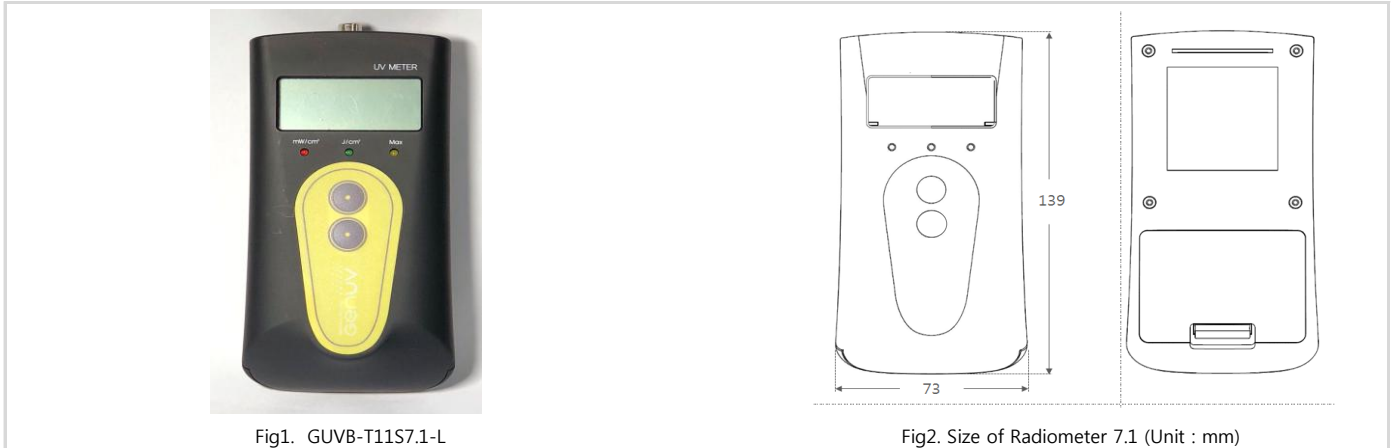 UV METER
mW/cm² J/cm² Max
GenUV
139
73
Fig1. GUVB-T11S7.1-L
Fig2. Size of Radiometer 7.1 (Unit : mm)